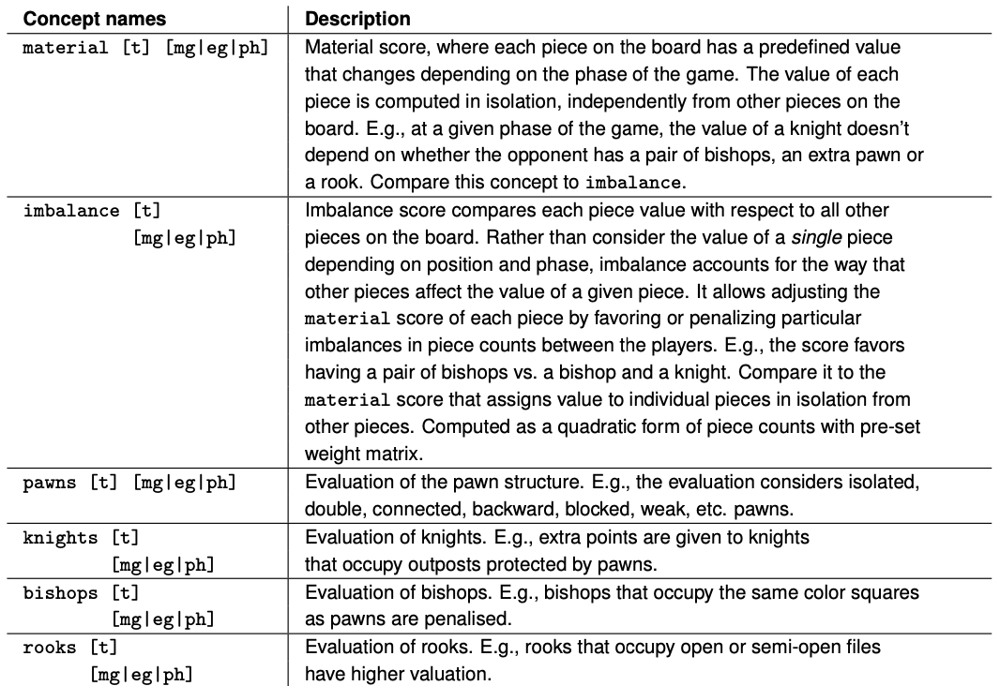 Concept names Description
material [t] [mg|eg|ph] Material score, where each piece on the board has a predefined value
that changes depending on the phase of the game. The value of each
piece is computed in isolation, independently from other pieces on the
board. E.g., at a given phase of the game, the value of a knight doesn't
depend on whether the opponent has a pair of bishops, an extra pawn or
a rook. Compare this concept to imbalance.
imbalance [t] Imbalance score compares each piece value with respect to all other
[mg|eg|ph] pieces on the board. Rather than consider the value of a single piece
depending on position and phase, imbalance accounts for the way that
other pieces affect the value of a given piece. It allows adjusting the
material score of each piece by favoring or penalizing particular
imbalances in piece counts between the players. E.g., the score favors
having a pair of bishops vs. a bishop and a knight. Compare it to the
material score that assigns value to individual pieces in isolation from
other pieces. Computed as a quadratic form of piece counts with pre-set
weight matrix.
pawns [t] [mg|eg|ph] Evaluation of the pawn structure. E.g., the evaluation considers isolated,
double, connected, backward, blocked, weak, etc. pawns.
knights [t] Evaluation of knights. E.g., extra points are given to knights
[mg|eg|ph] that occupy outposts protected by pawns.
bishops [t] Evaluation of bishops. E.g., bishops that occupy the same color squares
[mg|eg|ph] as pawns are penalised.
rooks [t] Evaluation of rooks. E.g., rooks that occupy open or semi-open files
[mg|eg|ph] have higher valuation.